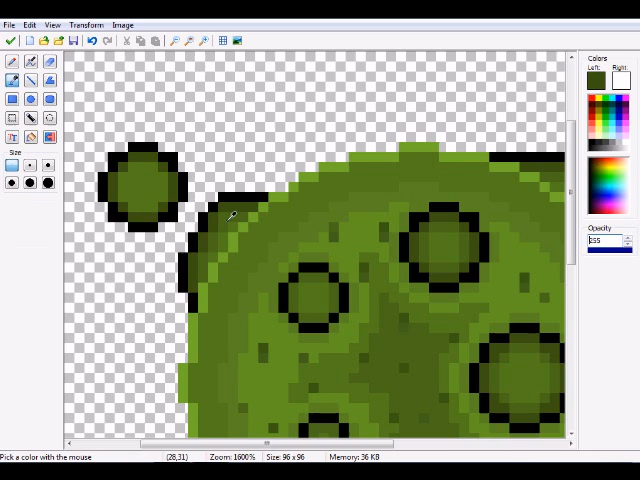 File Edit View Transform Image
Colors
Left: Right:
T
Size
Opacity
255
Pick a color with the mouse (28,31) Zoom: 1600% Size: 96 x 96 Memory: 36 KB